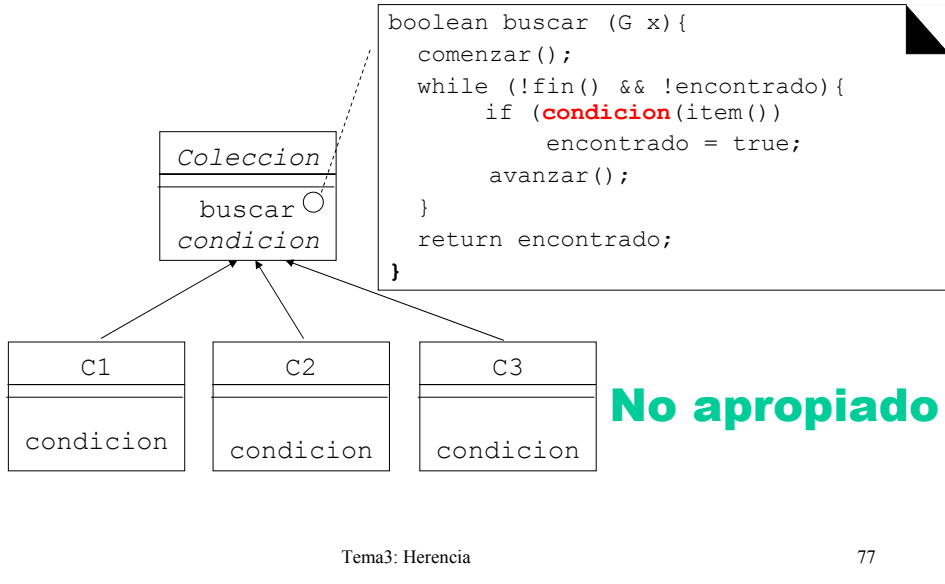 boolean buscar (G x){
comenzar();
while (!fin() && !encontrado){
if (condicion(item())
encontrado = true;
avanzar();
}
return encontrado;
}
Coleccion
buscar
condicion
C1
condicion
C2
condicion
C3
condicion
No apropiado
Tema3: Herencia
77